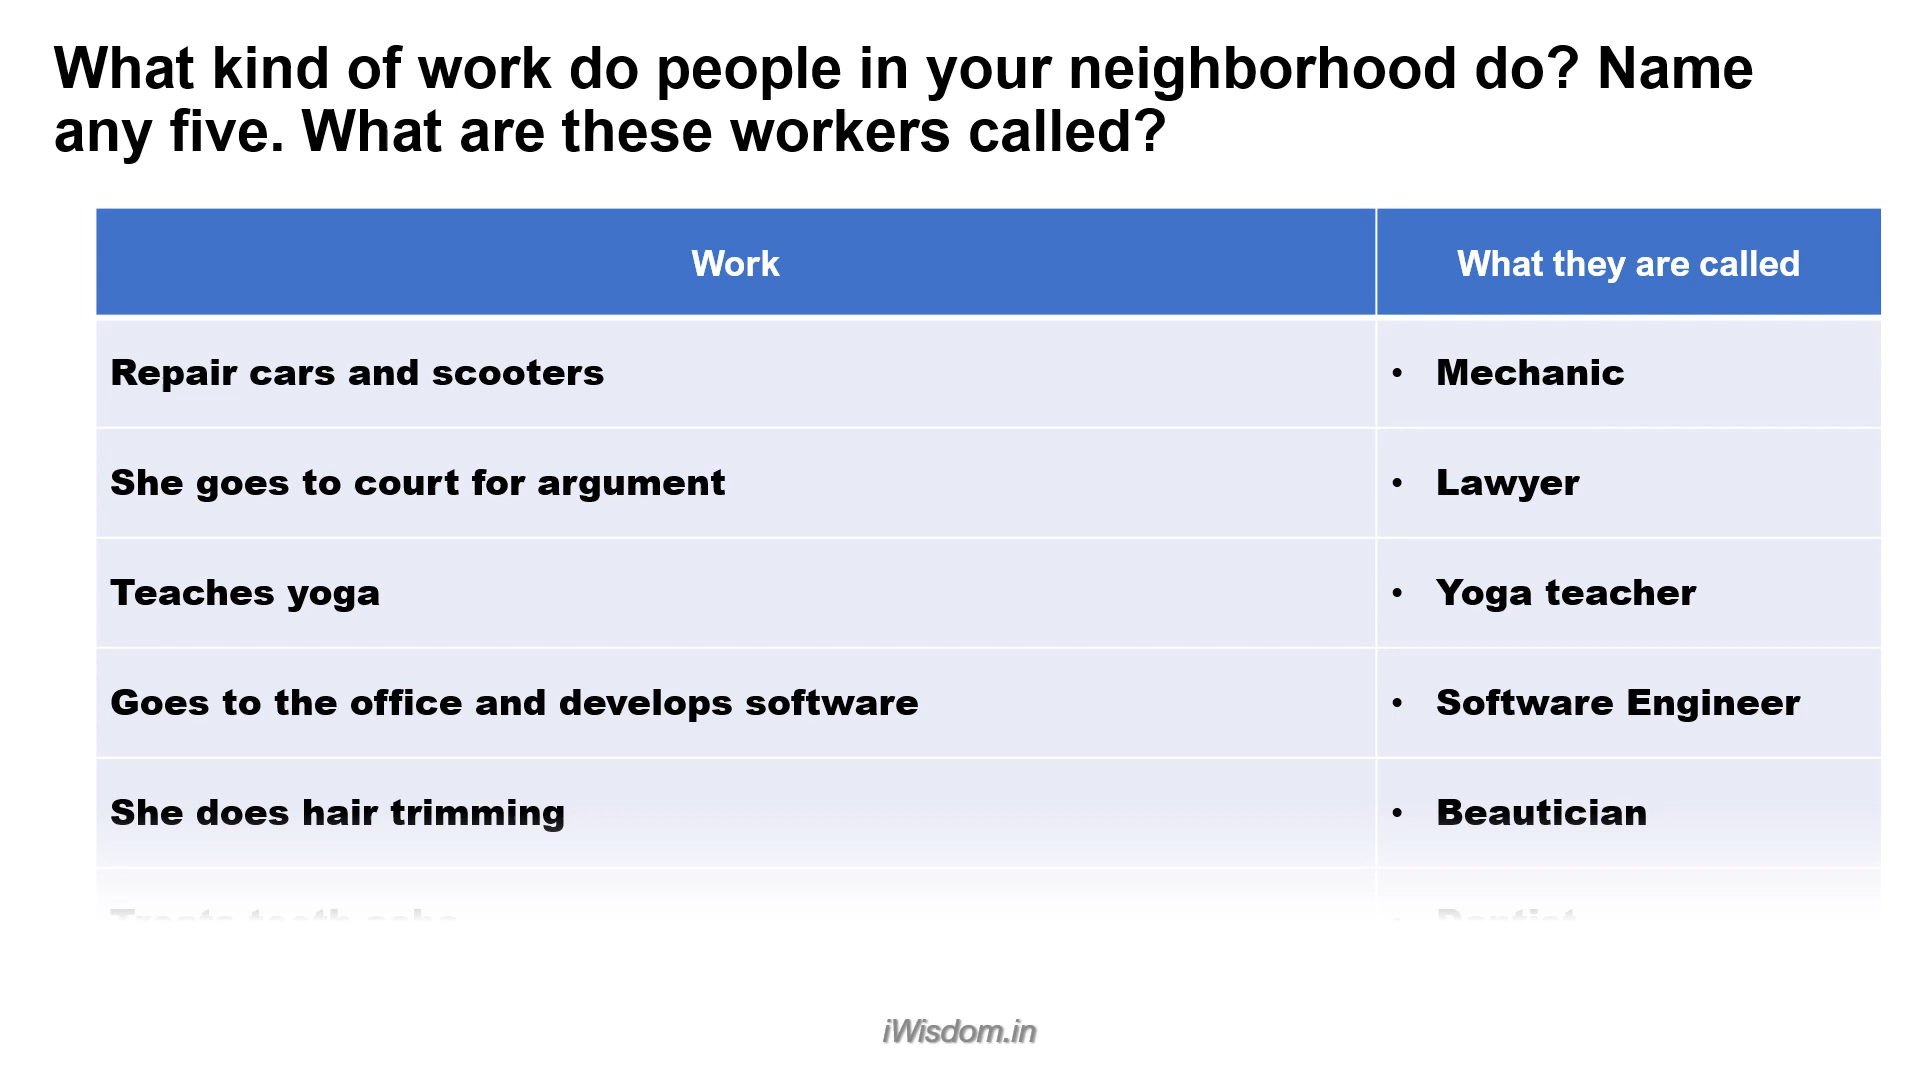 What kind of work do people in your neighborhood do? Name
any five. What are these workers called?
Work What they are called
Repair cars and scooters • Mechanic
She goes to court for argument • Lawyer
Teaches yoga • Yoga teacher
Goes to the office and develops software • Software Engineer
She does hair trimming • Beautician
iWisdom.in